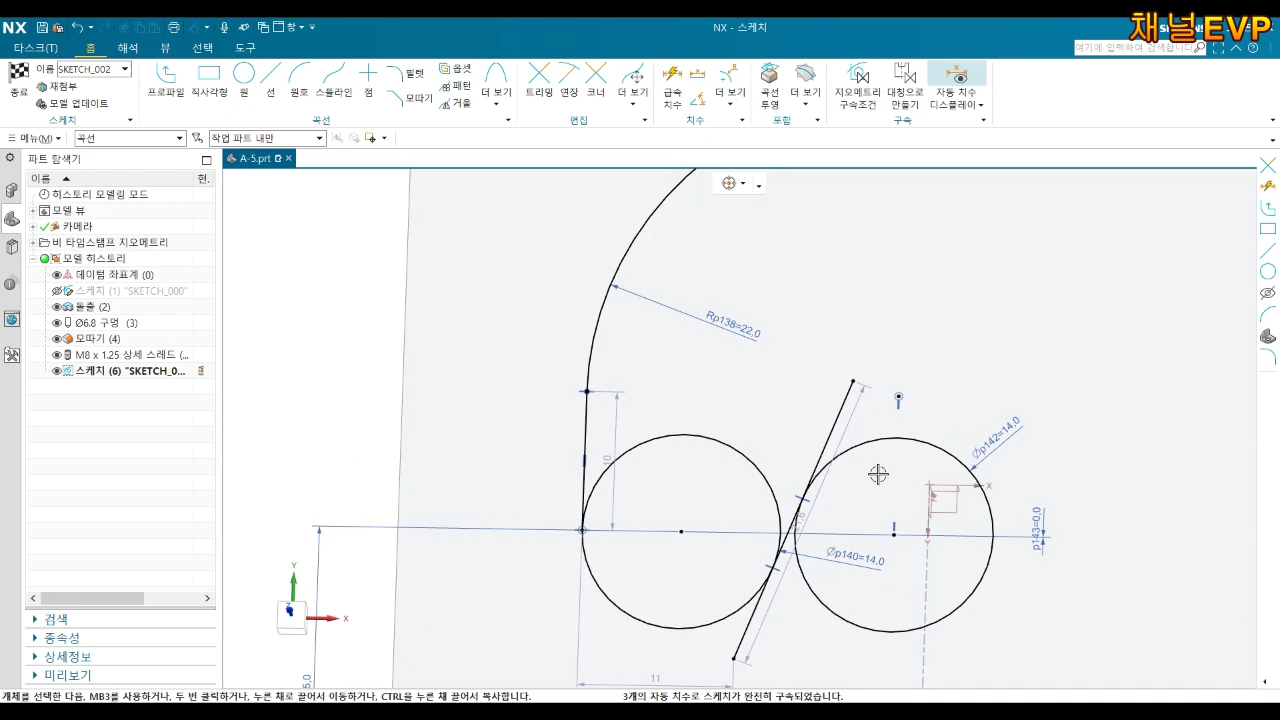 NX
창
NX - 스케치
채널EVP
타스크(T)
홈
해석
뷰
선택
도구
여기에 입력하여 검색합니다
이름 SKETCH_002
종료
재첨부
모델 업데이트
스케치
프로파일
직사각형
원
선
원호
스플라인
점
필렛
모따기
옵셋
패턴
거울
더 보기
곡선
트리밍
연장
코너
더 보기
편집
급속
치수
더 보기
치수
곡선
투영
더 보기
포함
지오메트리
구속조건
대칭으로
만들기
자동 치수
디스플레이
구속
메뉴(M)
곡선
작업 파트 내만
파트 탐색기
A-5.prt
이름
현.
히스토리 모델링 모드
모델 뷰
카메라
비 타임스탬프 지오메트리
모델 히스토리
데이텀 좌표계 (0)
스케치 (1) "SKETCH_000"
돌출 (2)
Ø6.8 구멍 (3)
모따기 (4)
M8 x 1.25 상세 스레드 (...
스케치 (6) "SKETCH_0...
검색
종속성
상세정보
미리보기
Rp138=22,0
10
Øp142=14,0
X
Y
p143=0,0
Øp140=14,0
Y
Z
X
5,0
11
개체를 선택한 다음, MB3를 사용하거나, 두 번 클릭하거나, 누른 채로 끌어서 이동하거나, CTRL을 누른 채 끌어서 복사합니다.
3개의 자동 치수로 스케치가 완전히 구속되었습니다.